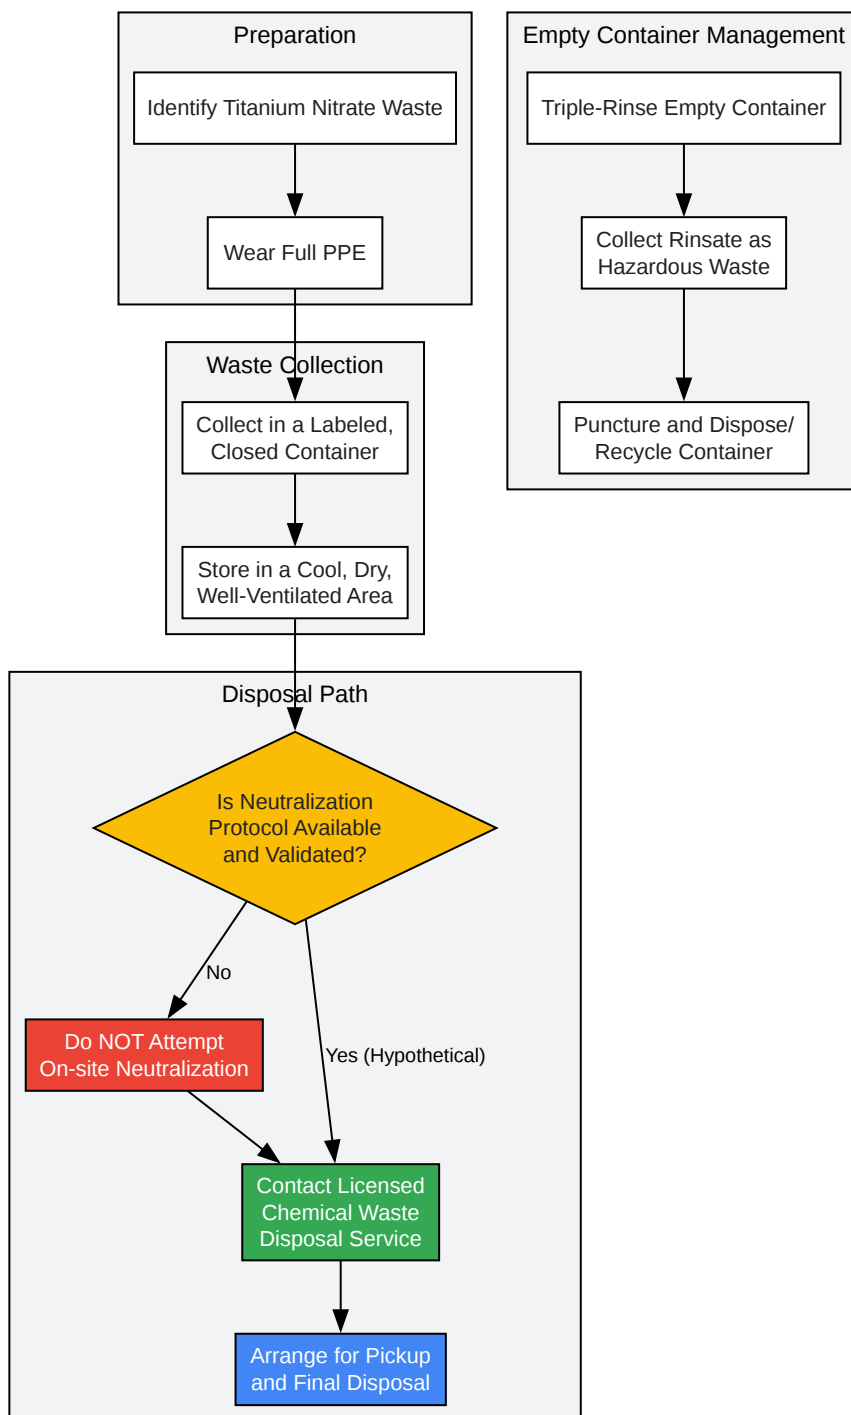 Preparation
Identify Titanium Nitrate Waste
Wear Full PPE
Waste Collection
Collect in a Labeled,
Closed Container
Store in a Cool, Dry,
Well-Ventilated Area
Disposal Path
Is Neutralization
Protocol Available
and Validated?
No
Yes (Hypothetical)
Do NOT Attempt
On-site Neutralization
Contact Licensed
Chemical Waste
Disposal Service
Arrange for Pickup
and Final Disposal
Empty Container Management
Triple-Rinse Empty Container
Collect Rinsate as
Hazardous Waste
Puncture and Dispose/
Recycle Container